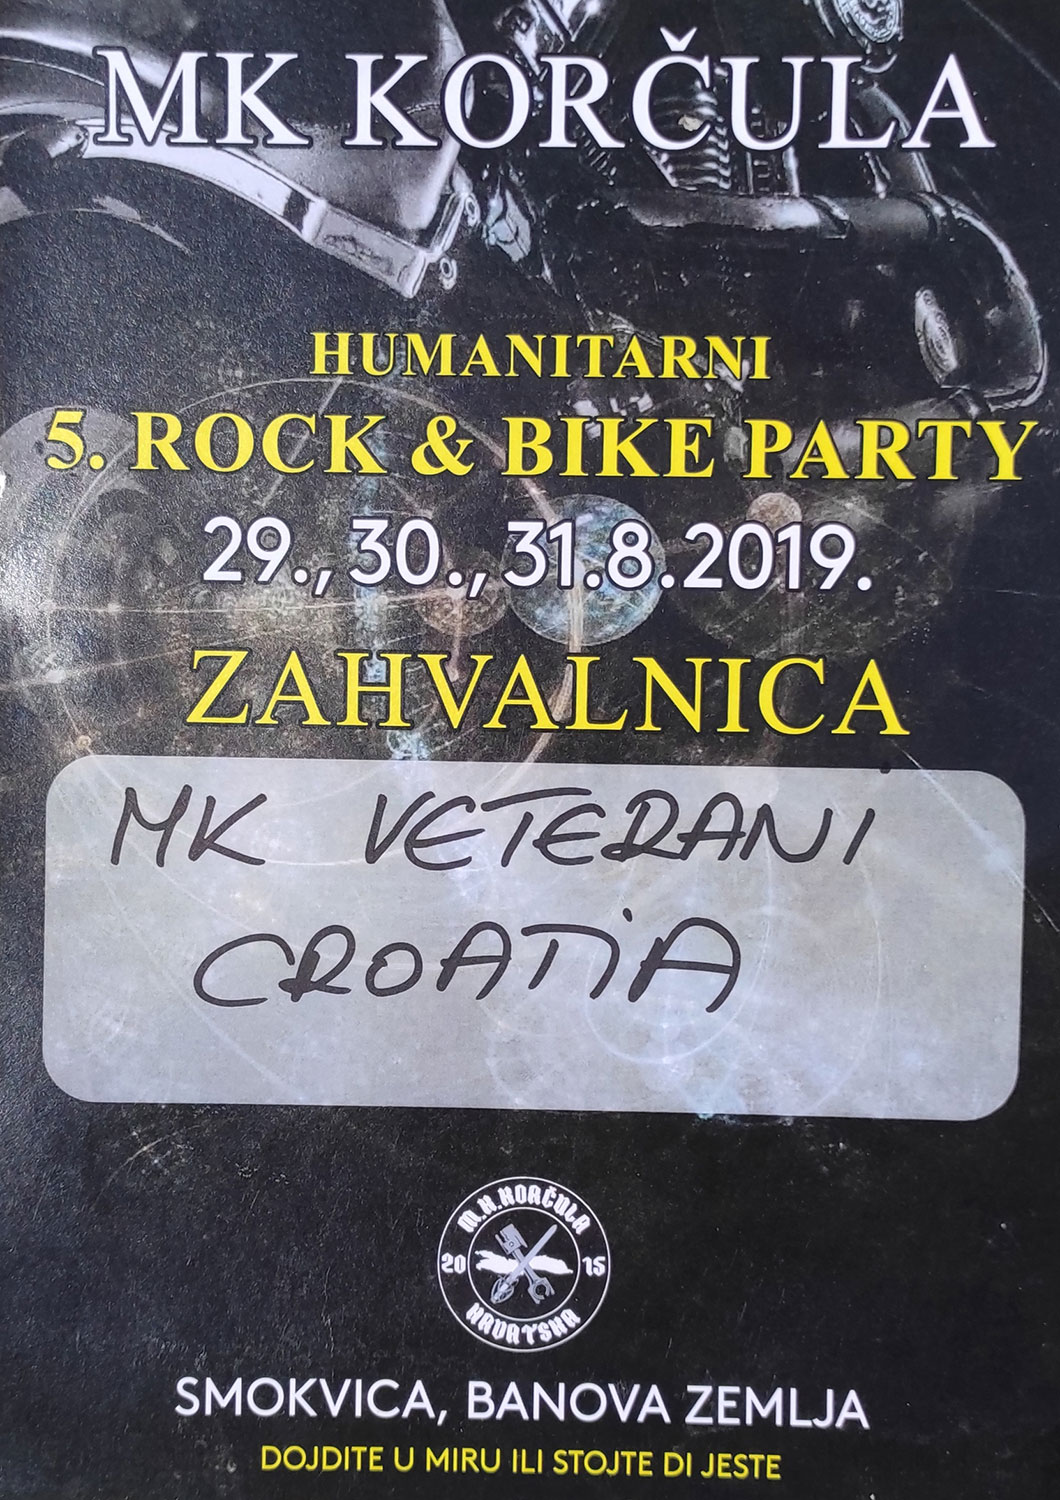 MK KORČULA
HUMANITARNI
5. ROCK & BIKE PARTY
29., 30., 31.8.2019.
ZAHVALNICA
MK VETERANI
CROATIA
M.K. KORČULA
20 15
HRVATSKA
SMOKVICA, BANOVA ZEMLJA
DOJDITE U MIRU ILI STOJTE DI JESTE